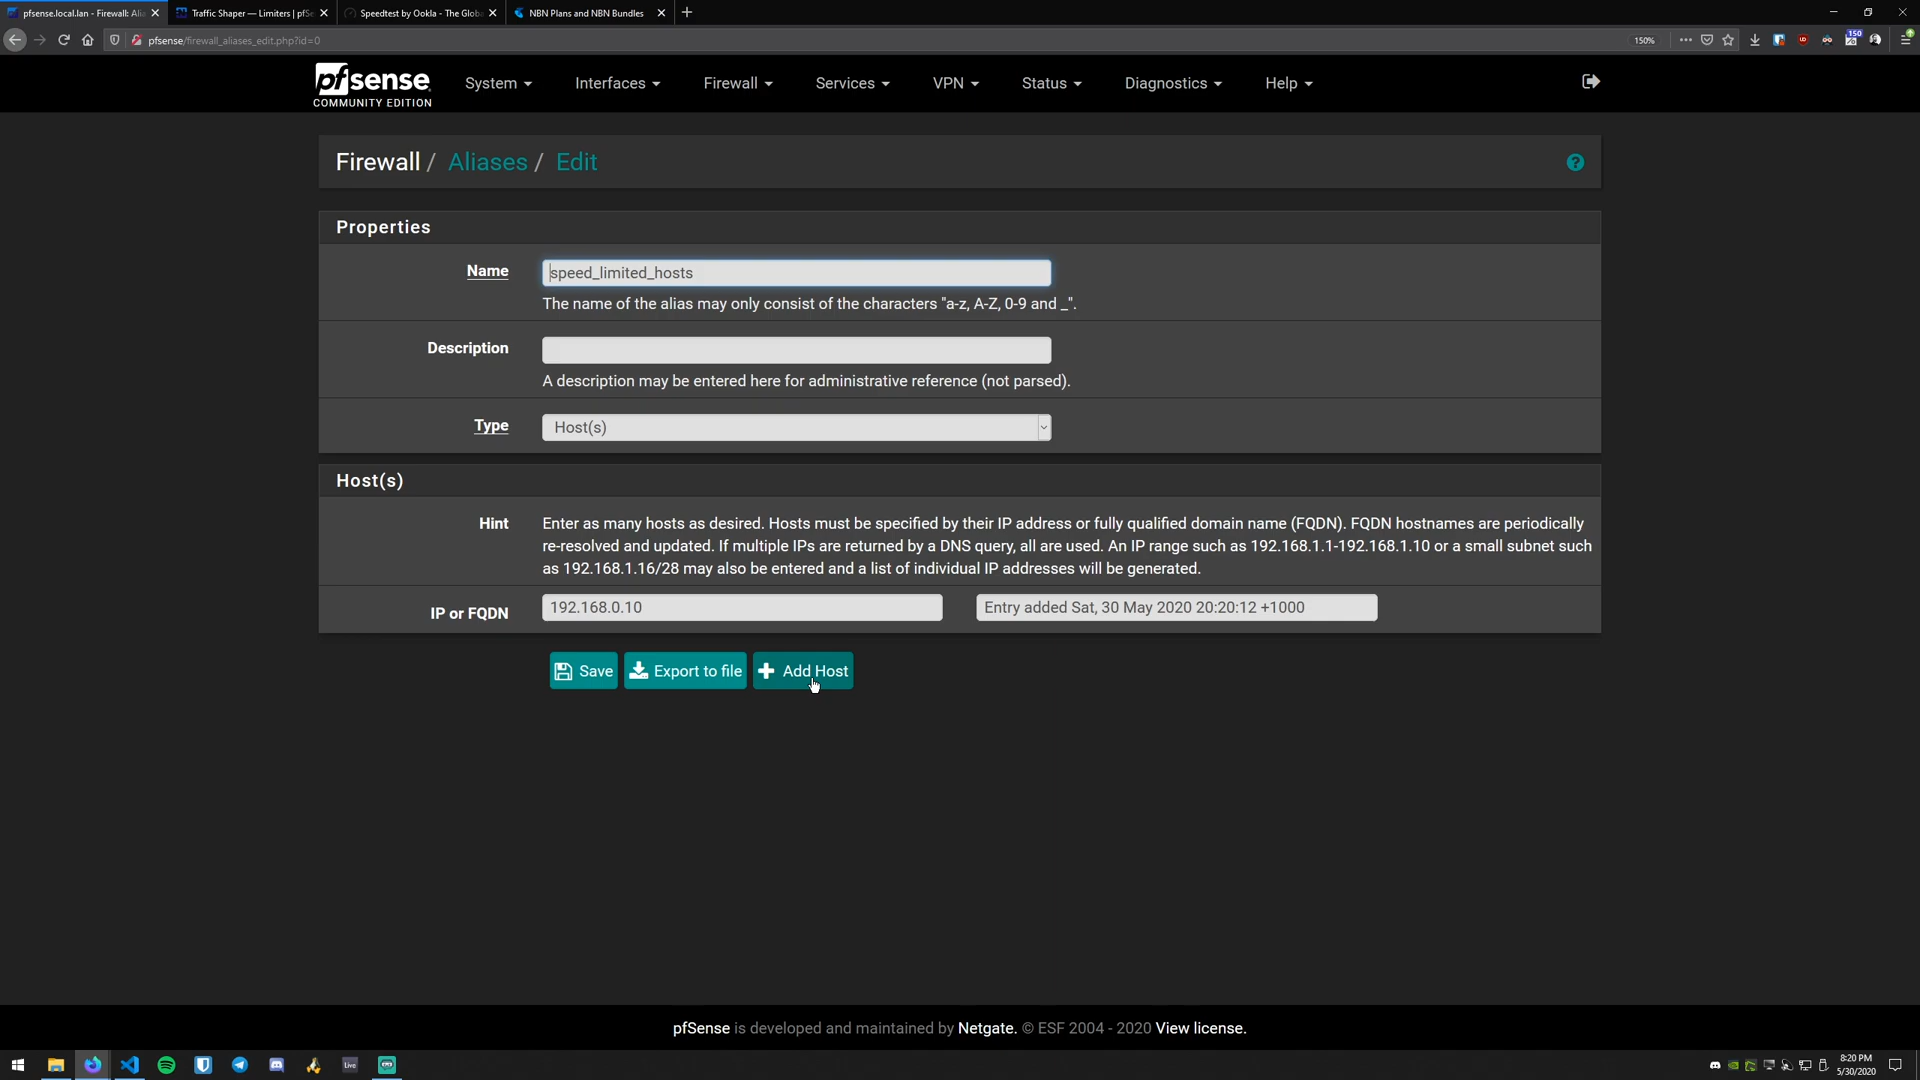 pfsense.local.lan - Firewall: Ali
Traffic Shaper — Limiters | pfSe
Speedtest by Ookla - The Globa
NBN Plans and NBN Bundles
pfsense/firewall_aliases_edit.php?id=0
150%
150
pfsense
COMMUNITY EDITION
System
Interfaces
Firewall
Services
VPN
Status
Diagnostics
Help
Firewall / Aliases / Edit
Properties
Name
speed_limited_hosts
The name of the alias may only consist of the characters "a-z, A-Z, 0-9 and _".
Description
A description may be entered here for administrative reference (not parsed).
Type
Host(s)
Host(s)
Hint
Enter as many hosts as desired. Hosts must be specified by their IP address or fully qualified domain name (FQDN). FQDN hostnames are periodically
re-resolved and updated. If multiple IPs are returned by a DNS query, all are used. An IP range such as 192.168.1.1-192.168.1.10 or a small subnet such
as 192.168.1.16/28 may also be entered and a list of individual IP addresses will be generated.
IP or FQDN
192.168.0.10
Entry added Sat, 30 May 2020 20:20:12 +1000
Save
Export to file
Add Host
pfSense is developed and maintained by Netgate. © ESF 2004 - 2020 View license.
Live
8:20 PM
5/30/2020